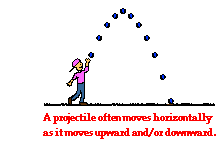 A projectile often moves horizontally
as it moves upward and/or downward.